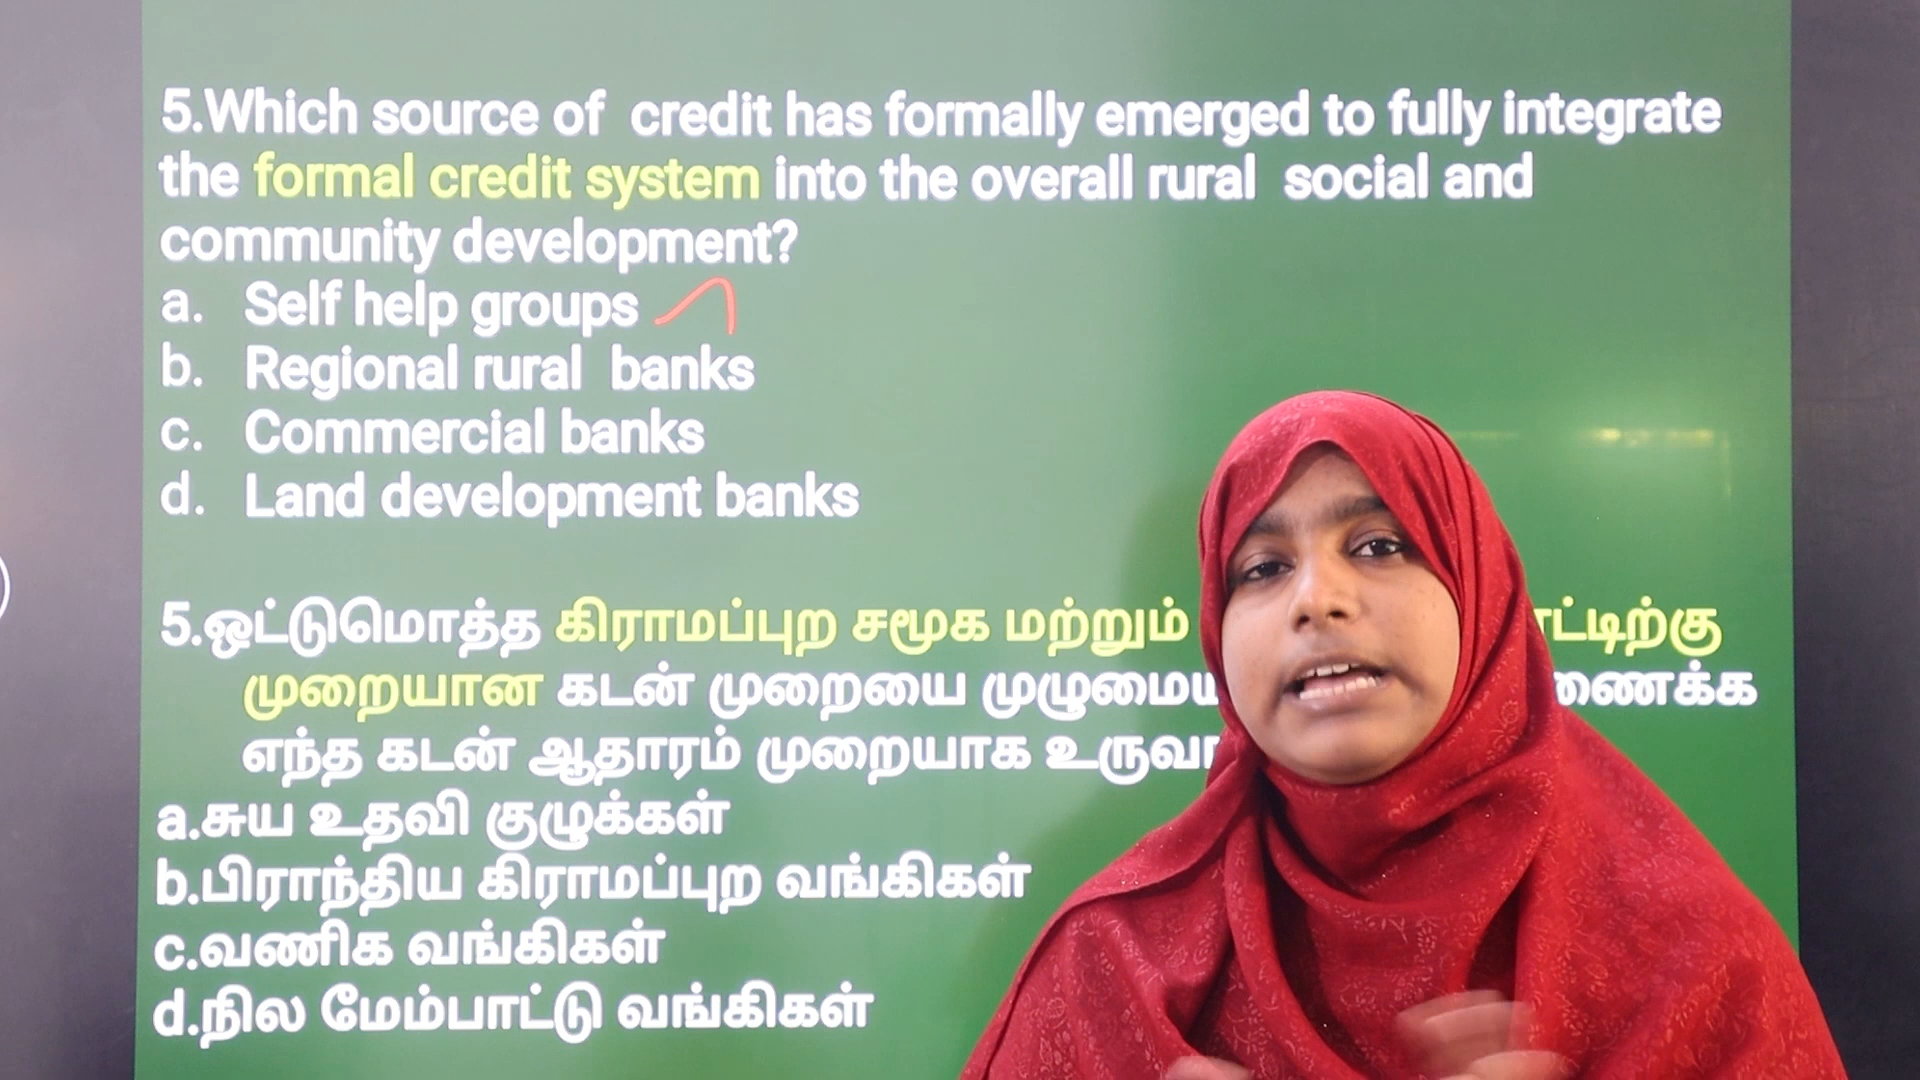 5.Which source of credit has formally emerged to fully integrate
the formal credit system into the overall rural social and
community development?
a. Self help groups
b. Regional rural banks
c. Commercial banks
d. Land development banks
5.ஒட்டுமொத்த கிராமப்புற சமூக மற்றும்
முறையான கடன் முறையை
எந்த கடன் ஆதாரம் முறையாக
a.சுய உதவி குழுக்கள்
b.பிராந்திய கிராமப்புற வங்கிகள்
c.வணிக வங்கிகள்
d.நில மேம்பாட்டு வங்கிகள்